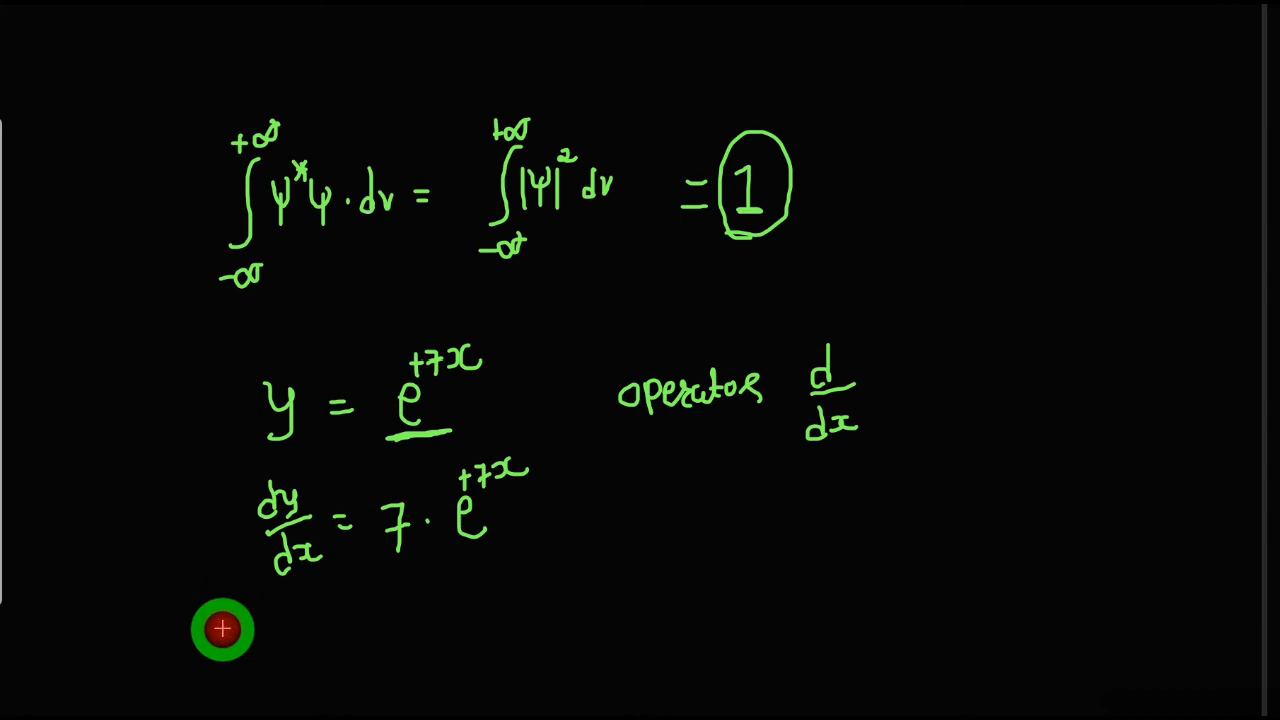 ∫_{-∞}^{+∞} ψ*ψ · dv = ∫_{-∞}^{+∞} |ψ|² dv = 1
y = e^{+7x} operator d/dx
dy/dx = 7 · e^{+7x}